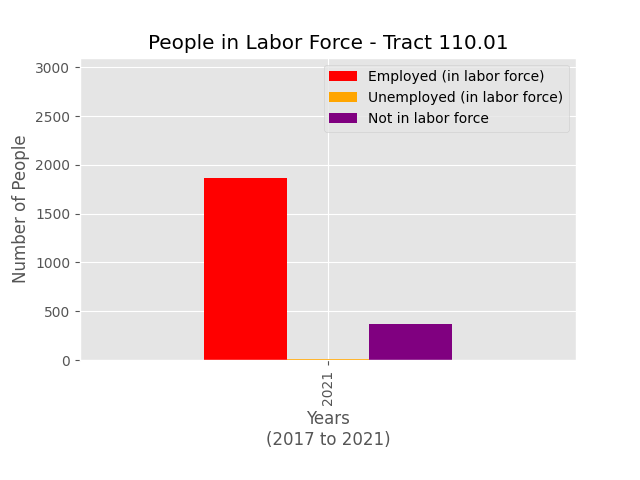 People in Labor Force - Tract 110.01
3000
2500
2000
1500
1000
500
0
Number of People
Employed (in labor force)
Unemployed (in labor force)
Not in labor force
2021
Years
(2017 to 2021)